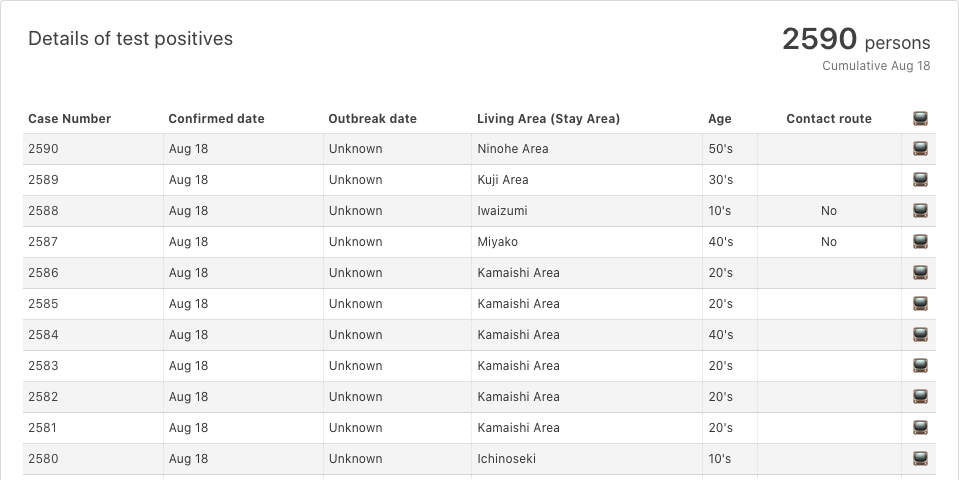 Details of test positives
2590 persons
Cumulative Aug 18
Case Number Confirmed date Outbreak date Living Area (Stay Area) Age Contact route
2590 Aug 18 Unknown Ninohe Area 50's
2589 Aug 18 Unknown Kuji Area 30's
2588 Aug 18 Unknown Iwaizumi 10's No
2587 Aug 18 Unknown Miyako 40's No
2586 Aug 18 Unknown Kamaishi Area 20's
2585 Aug 18 Unknown Kamaishi Area 20's
2584 Aug 18 Unknown Kamaishi Area 40's
2583 Aug 18 Unknown Kamaishi Area 20's
2582 Aug 18 Unknown Kamaishi Area 20's
2581 Aug 18 Unknown Kamaishi Area 20's
2580 Aug 18 Unknown Ichinoseki 10's